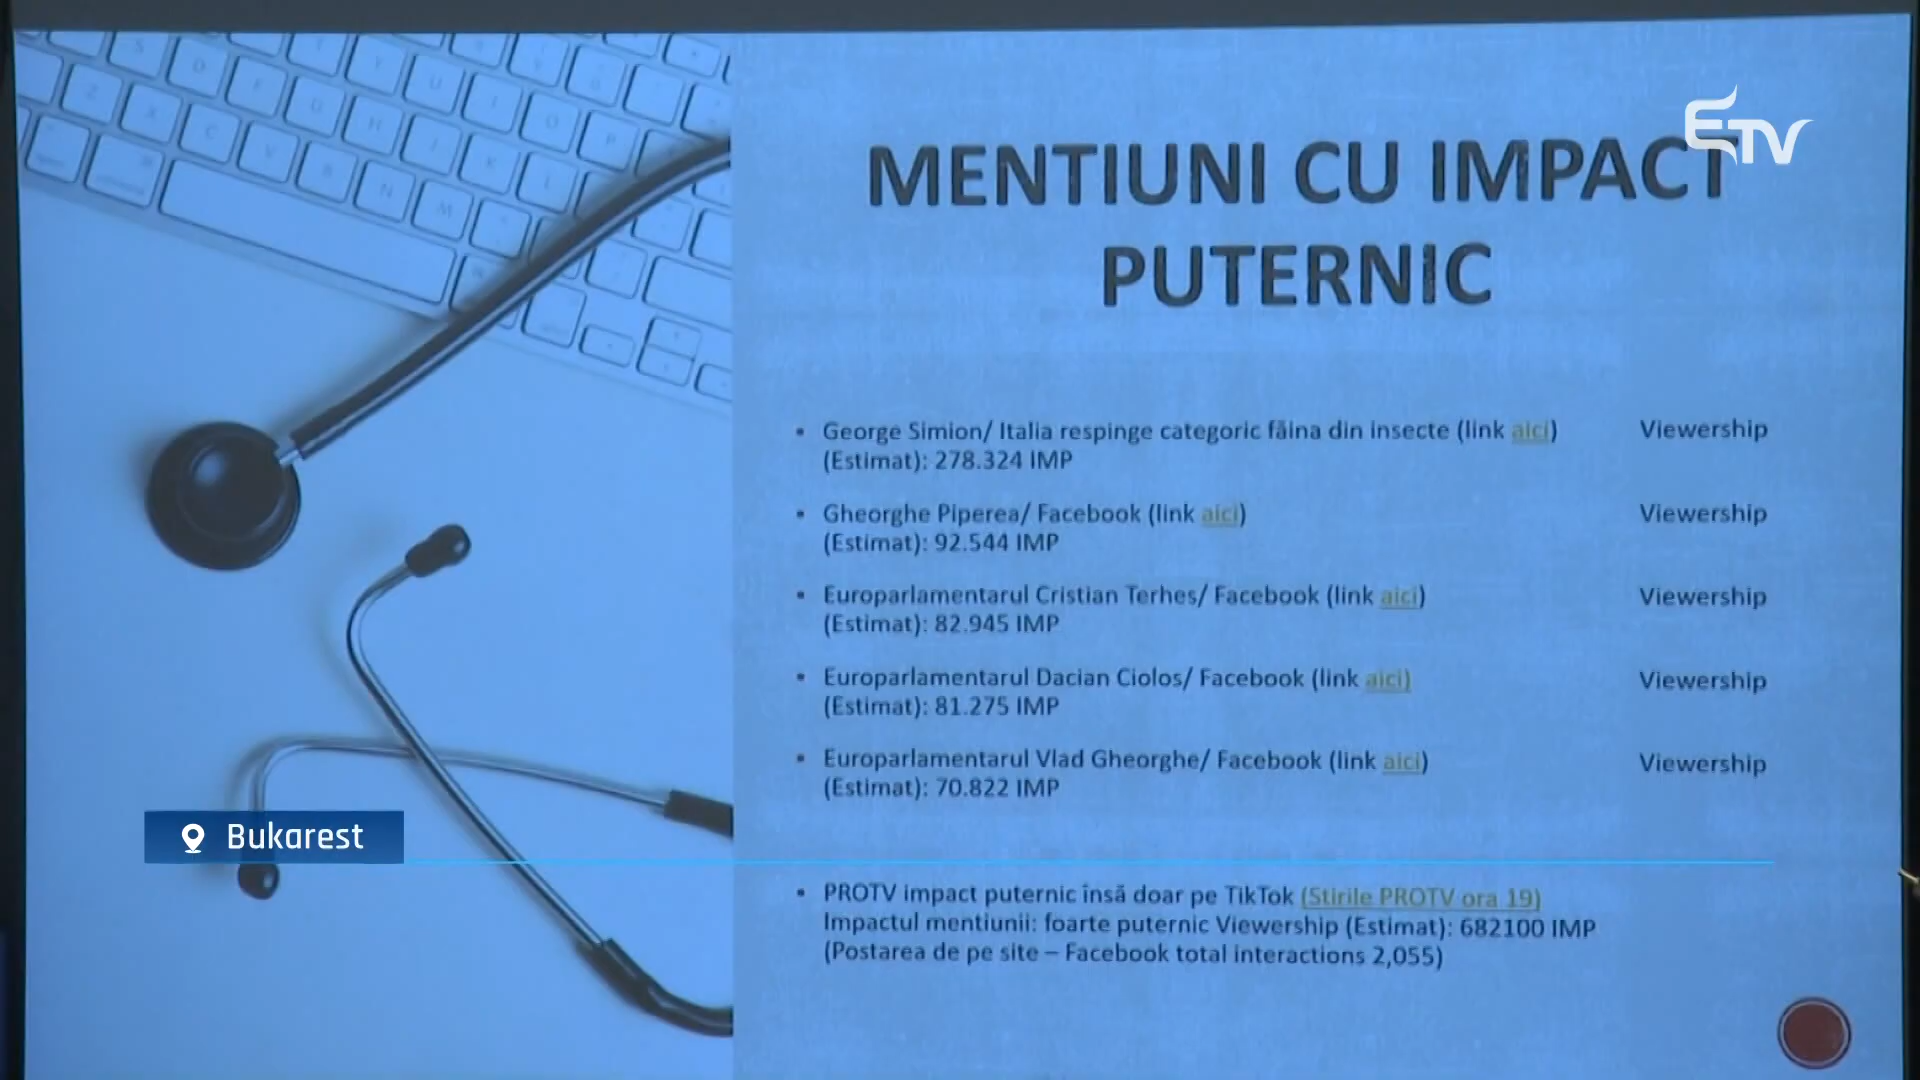 ETV
MENTIUNI CU IMPACT
PUTERNIC
• George Simion/ Italia respinge categoric făina din insecte (link aici) Viewership
(Estimat): 278.324 IMP
• Gheorghe Piperea/ Facebook (link aici) Viewership
(Estimat): 92.544 IMP
• Europarlamentarul Cristian Terhes/ Facebook (link aici) Viewership
(Estimat): 82.945 IMP
• Europarlamentarul Dacian Ciolos/ Facebook (link aici) Viewership
(Estimat): 81.275 IMP
• Europarlamentarul Vlad Gheorghe/ Facebook (link aici) Viewership
(Estimat): 70.822 IMP
Bukarest
• PROTV impact puternic însă doar pe TikTok (Stirile PROTV ora 19)
Impactul mentiunii: foarte puternic Viewership (Estimat): 682100 IMP
(Postarea de pe site – Facebook total interactions 2,055)